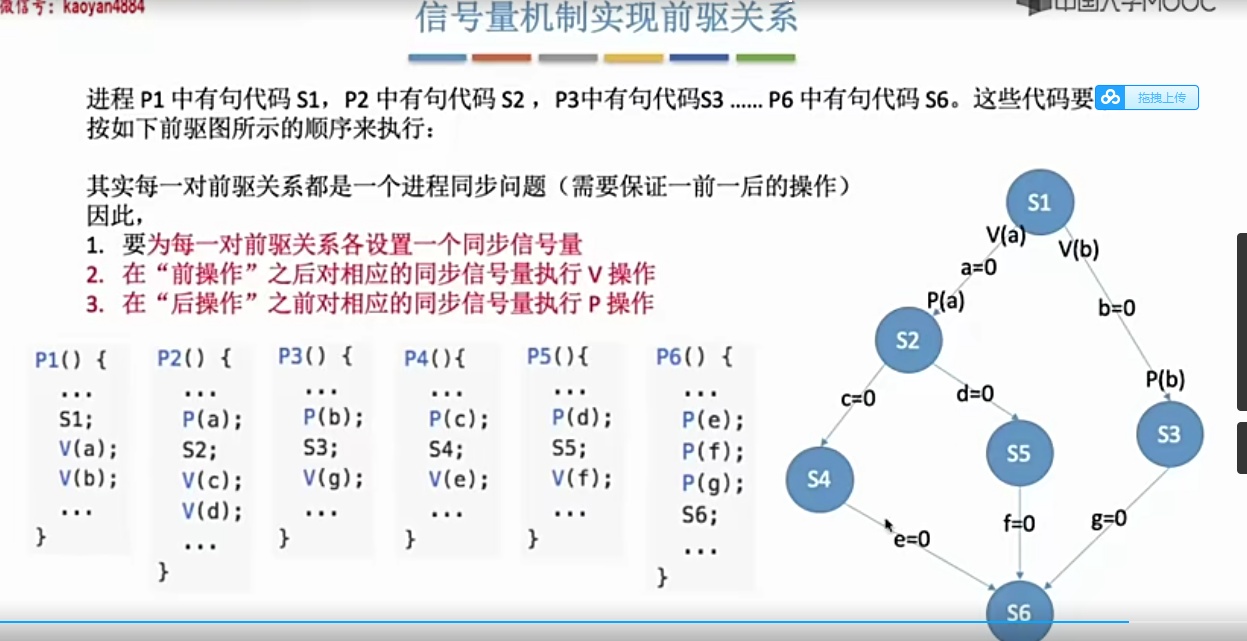 微信号：kaoyan4884
信号量机制实现前驱关系
中国大学MOOC
进程 P1 中有句代码 S1，P2 中有句代码 S2 ，P3中有句代码S3 …… P6 中有句代码 S6。这些代码要
拖拽上传
按如下前驱图所示的顺序来执行：
其实每一对前驱关系都是一个进程同步问题（需要保证一前一后的操作）
因此，
1. 要为每一对前驱关系各设置一个同步信号量
2. 在“前操作”之后对相应的同步信号量执行 V 操作
3. 在“后操作”之前对相应的同步信号量执行 P 操作
P1() {
...
S1;
V(a);
V(b);
...
}
P2() {
...
P(a);
S2;
V(c);
V(d);
...
}
P3() {
...
P(b);
S3;
V(g);
...
}
P4(){
...
P(c);
S4;
V(e);
...
}
P5(){
...
P(d);
S5;
V(f);
...
}
P6() {
...
P(e);
P(f);
P(g);
S6;
...
}
S1
V(a)
V(b)
a=0
P(a)
b=0
S2
c=0
d=0
P(b)
S3
S5
S4
e=0
f=0
g=0
S6